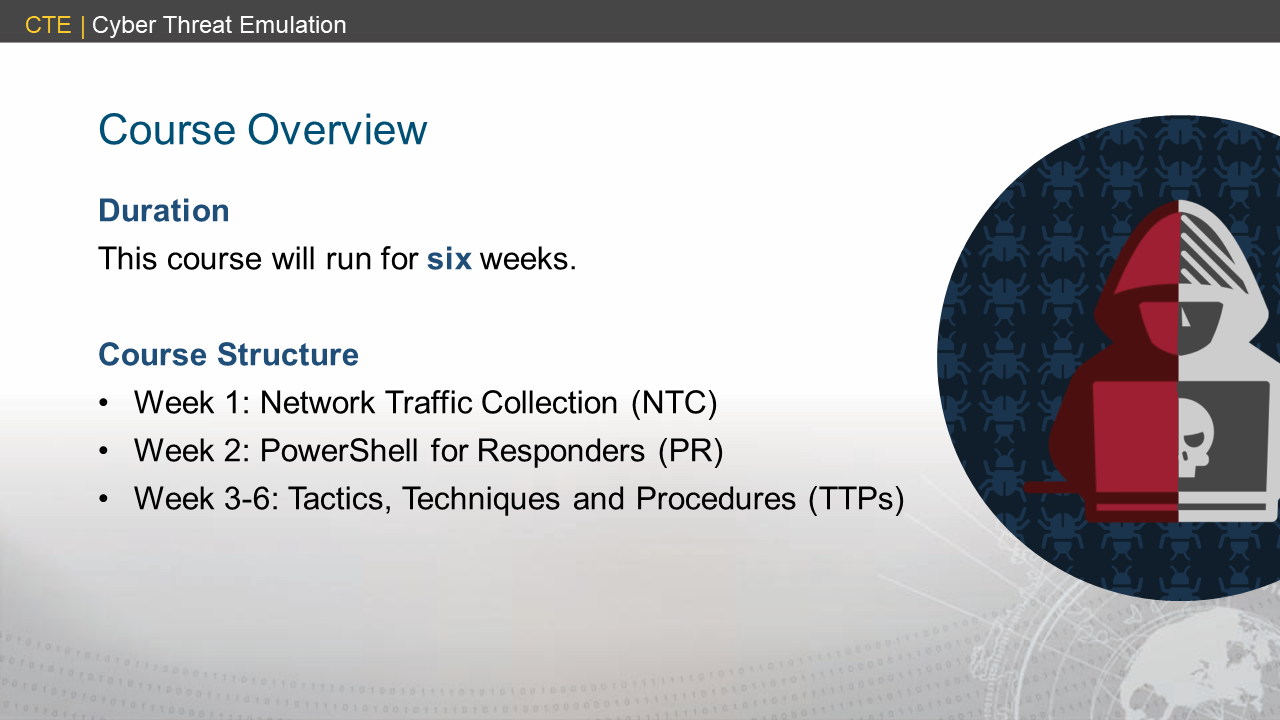 CTE | Cyber Threat Emulation
Course Overview
Duration
This course will run for six weeks.
Course Structure
• Week 1: Network Traffic Collection (NTC)
• Week 2: PowerShell for Responders (PR)
• Week 3-6: Tactics, Techniques and Procedures (TTPs)